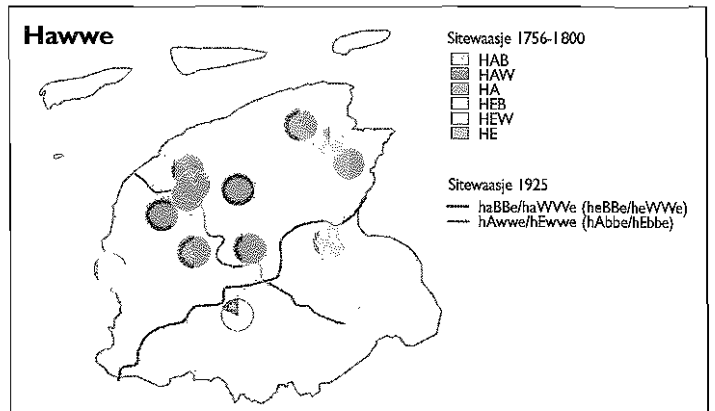 Hawwe
Sitewaasje 1756-1800
HAB
HAW
HA
HEB
HEW
HE
Sitewaasje 1925
haBBe/haWWe (heBBe/heWWe)
hAwwe/hEwwe (hAbbe/hEbbe)